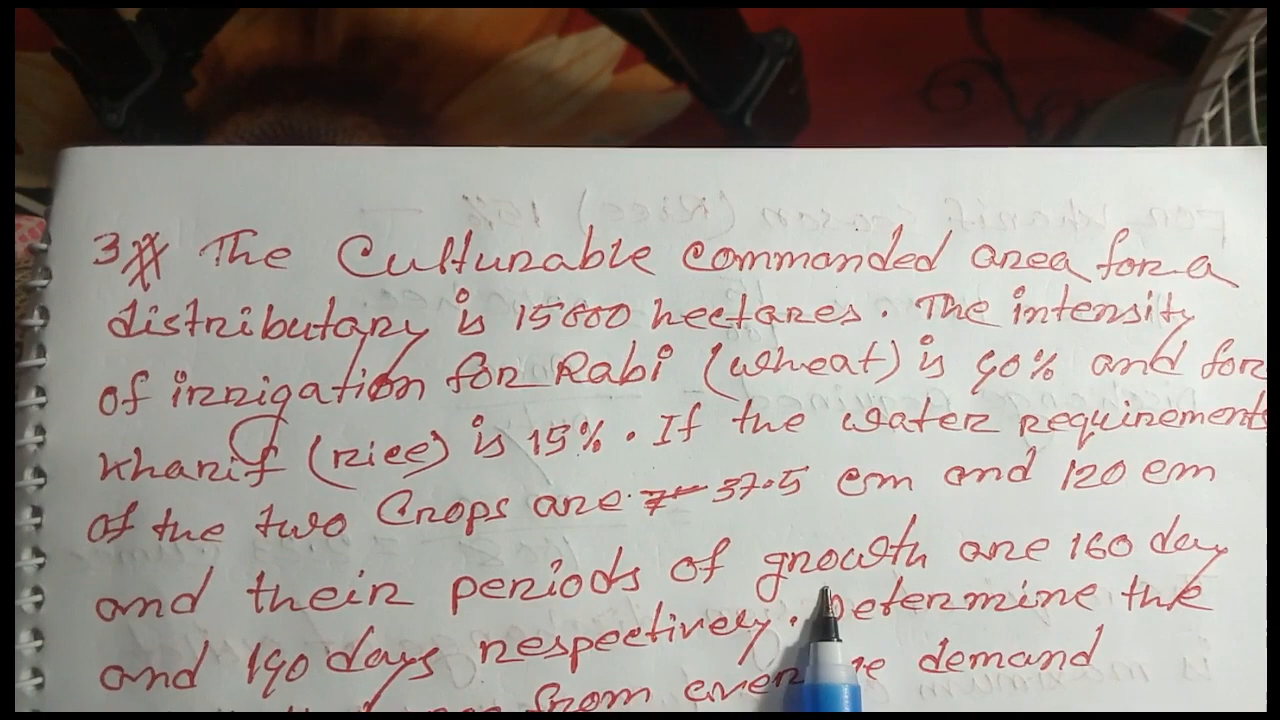 3# The Culturable commanded area for a
distributary is 15000 hectares. The intensity
of irrigation for Rabi (wheat) is 40% and for
kharif (rice) is 15%. If the water requirements
of the two Crops are 37.5 cm and 120 cm
and their periods of growth are 160 day
and 140 days respectively. Determine the
from demand